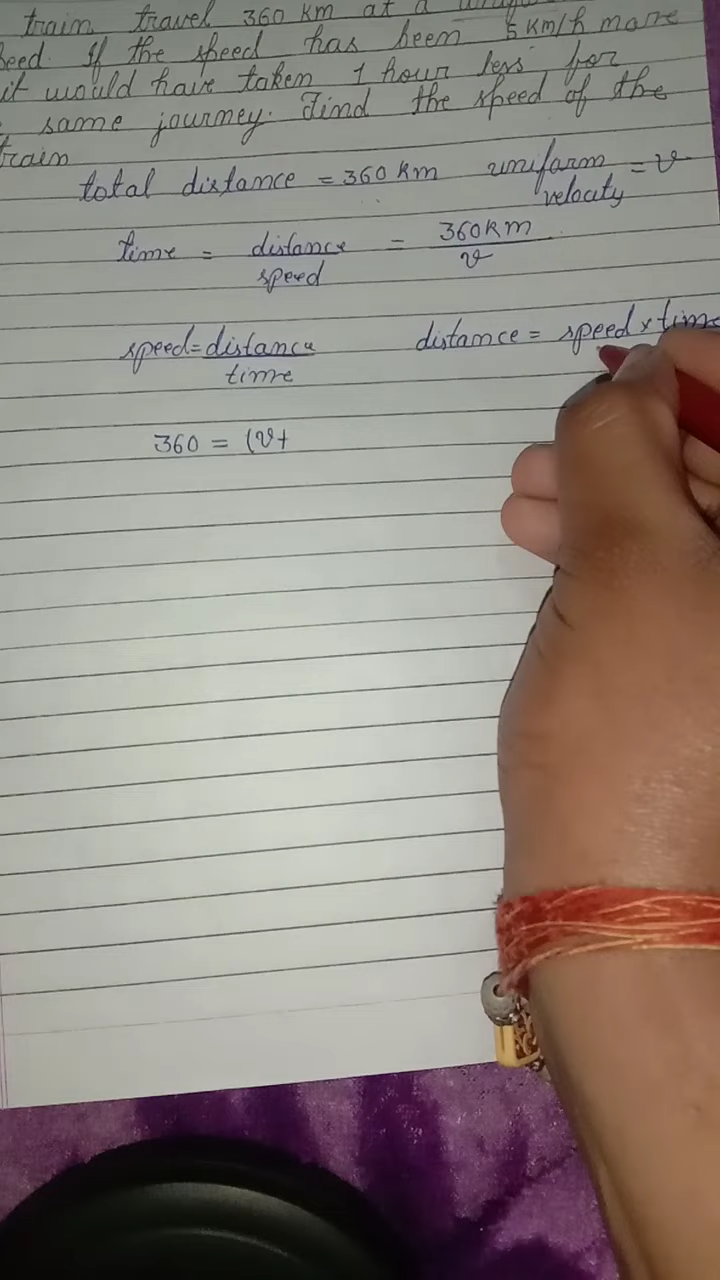 train travel 360 km at a
speed. If the speed has been 5 km/h more
it would have taken 1 hour less for
same journey. Find the speed of the
train
total distance = 360 km uniform velocity = v
time = distance/speed = 360km/v
speed = distance/time distance = speed × time
360 = (v+